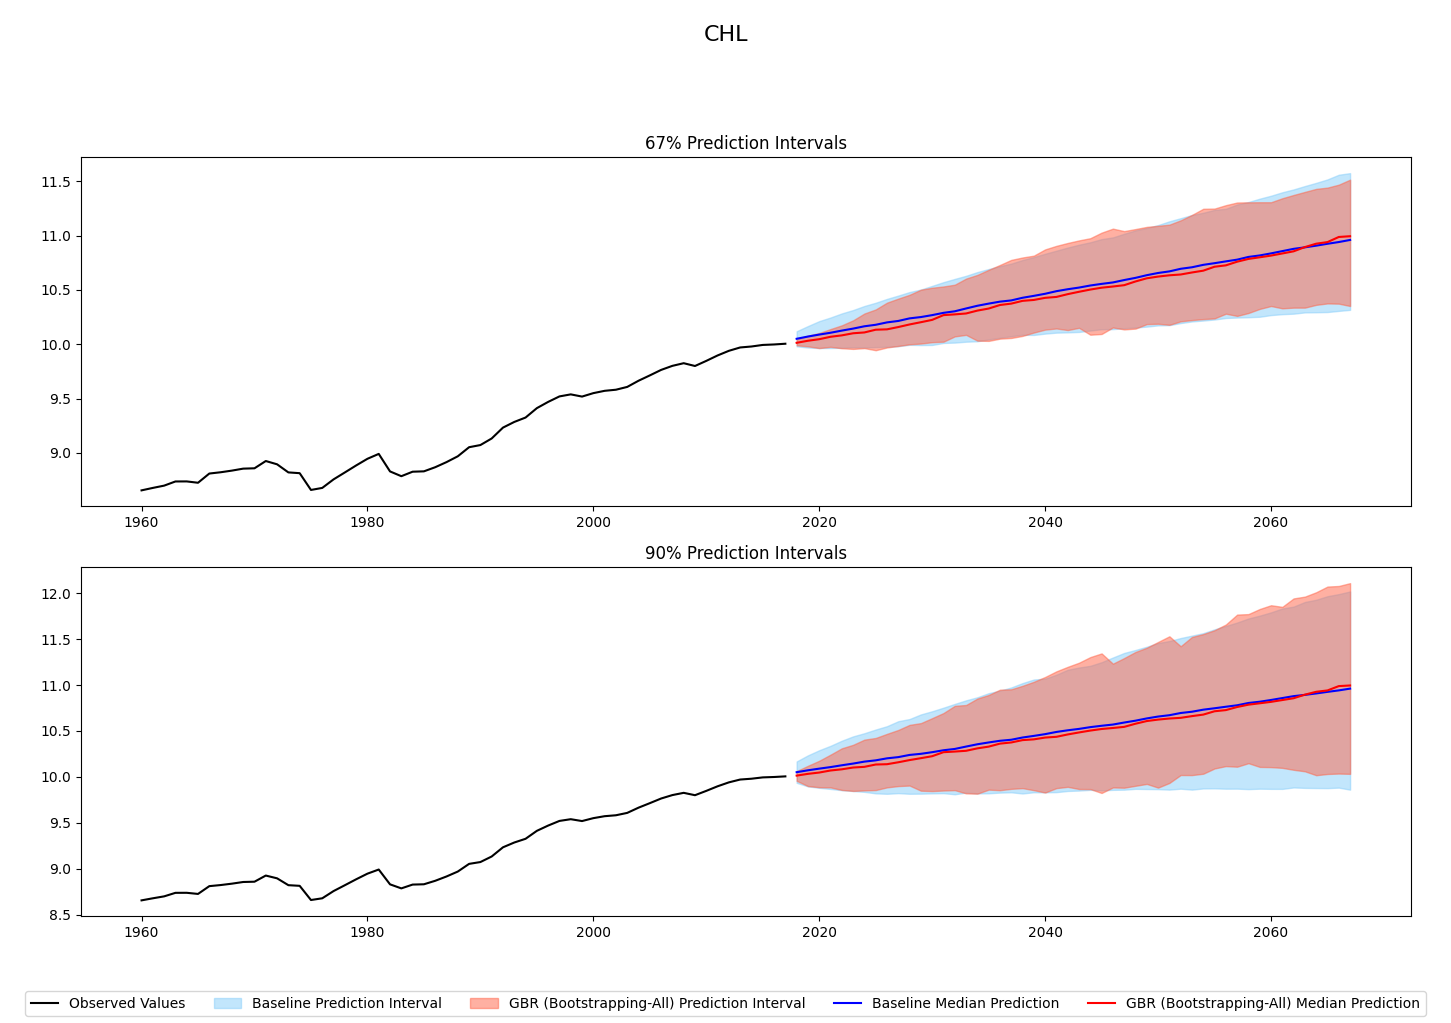 CHL
67% Prediction Intervals
11.5
11.0
10.5
10.0
9.5
9.0
1960 1980 2000 2020 2040 2060
90% Prediction Intervals
12.0
11.5
11.0
10.5
10.0
9.5
9.0
8.5
1960 1980 2000 2020 2040 2060
Observed Values Baseline Prediction Interval GBR (Bootstrapping-All) Prediction Interval Baseline Median Prediction GBR (Bootstrapping-All) Median Prediction